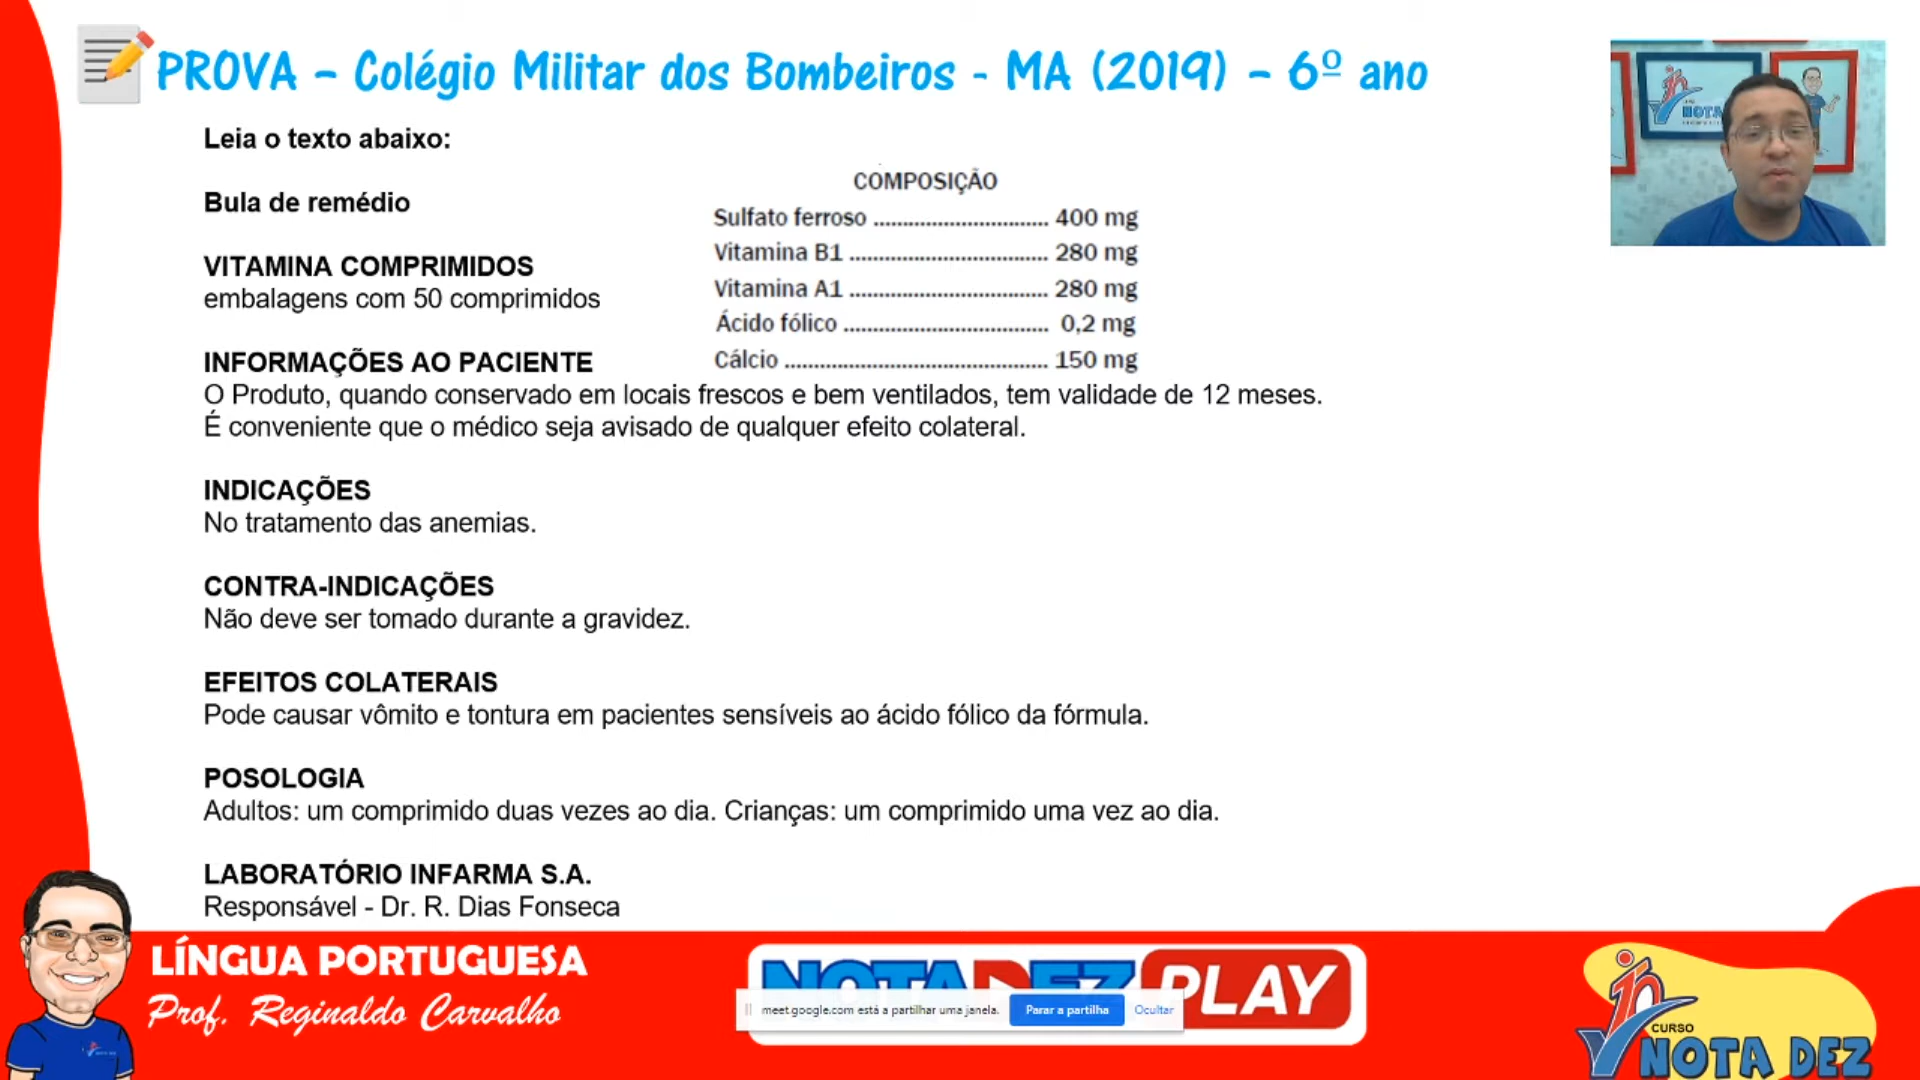 PROVA – Colégio Militar dos Bombeiros - MA (2019) – 6º ano
Leia o texto abaixo:
Bula de remédio
VITAMINA COMPRIMIDOS
embalagens com 50 comprimidos
COMPOSIÇÃO
Sulfato ferroso .............................. 400 mg
Vitamina B1 .................................. 280 mg
Vitamina A1 .................................. 280 mg
Ácido fólico ................................... 0,2 mg
Cálcio ............................................. 150 mg
INFORMAÇÕES AO PACIENTE
O Produto, quando conservado em locais frescos e bem ventilados, tem validade de 12 meses.
É conveniente que o médico seja avisado de qualquer efeito colateral.
INDICAÇÕES
No tratamento das anemias.
CONTRA-INDICAÇÕES
Não deve ser tomado durante a gravidez.
EFEITOS COLATERAIS
Pode causar vômito e tontura em pacientes sensíveis ao ácido fólico da fórmula.
POSOLOGIA
Adultos: um comprimido duas vezes ao dia. Crianças: um comprimido uma vez ao dia.
LABORATÓRIO INFARMA S.A.
Responsável - Dr. R. Dias Fonseca
LÍNGUA PORTUGUESA
Prof. Reginaldo Carvalho
NOTA DEZ PLAY
meet.google.com está a partilhar uma janela.
Parar a partilha
Ocultar
CURSO
NOTA DEZ